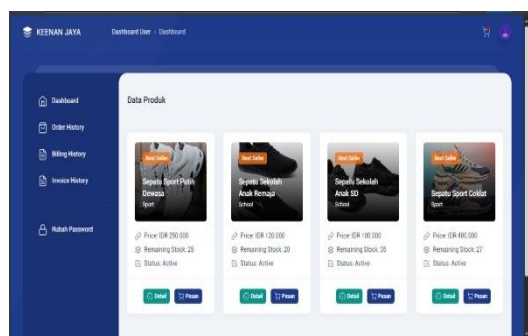 KEENAN JAYA
Dashboard User › Dashboard
Dashboard
Order History
Billing History
Invoice History
Rubah Password
Data Produk
Best Seller
Sepatu Sport Putih
Dewasa
Sport
Price: IDR 250.000
Remaining Stock: 25
Status: Active
Detail
Pesan
Best Seller
Sepatu Sekolah
Anak Remaja
School
Price: IDR 120.000
Remaining Stock: 20
Status: Active
Detail
Pesan
Best Seller
Sepatu Sekolah
Anak SD
School
Price: IDR 100.000
Remaining Stock: 35
Status: Active
Detail
Pesan
Best Seller
Sepatu Sport Coklat
Sport
Price: IDR 400.000
Remaining Stock: 27
Status: Active
Detail
Pesan